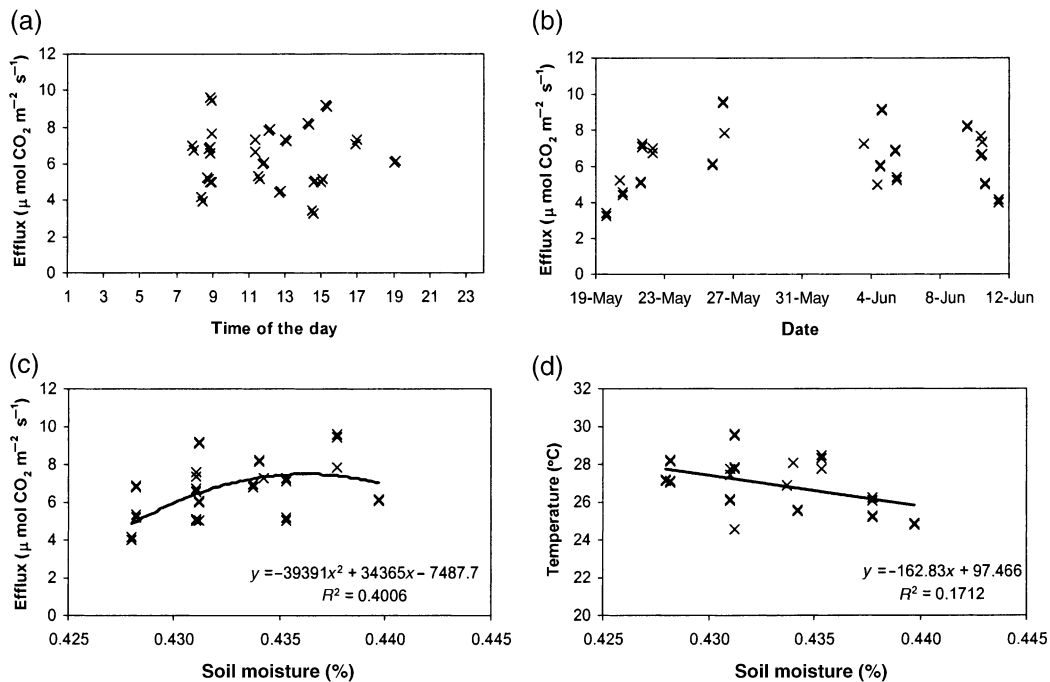 (a)
Efflux (µ mol CO₂ m⁻² s⁻¹)
12
10
8
6
4
2
0
1 3 5 7 9 11 13 15 17 19 21 23
Time of the day
(b)
Efflux (µ mol CO₂ m⁻² s⁻¹)
12
10
8
6
4
2
0
19-May 23-May 27-May 31-May 4-Jun 8-Jun 12-Jun
Date
(c)
Efflux (µ mol CO₂ m⁻² s⁻¹)
12
10
8
6
4
2
0
y = −39391x² + 34365x − 7487.7
R² = 0.4006
0.425 0.430 0.435 0.440 0.445
Soil moisture (%)
(d)
Temperature (°C)
32
30
28
26
24
22
20
y = −162.83x + 97.466
R² = 0.1712
0.425 0.430 0.435 0.440 0.445
Soil moisture (%)